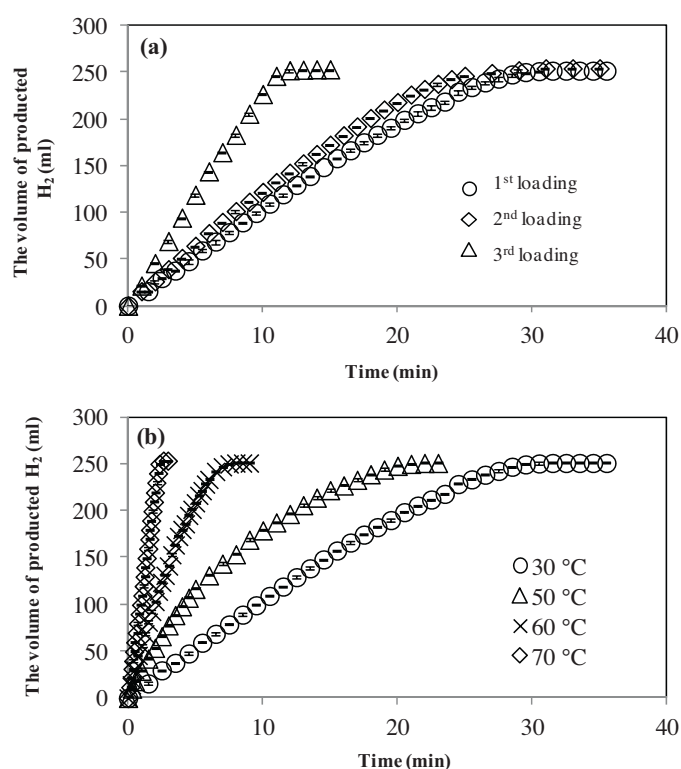 (a)
The volume of producted
H₂ (ml)
300
250
200
150
100
50
0
1st loading
2nd loading
3rd loading
0 10 20 30 40
Time (min)
(b)
The volume of producted H₂ (ml)
300
250
200
150
100
50
0
30 °C
50 °C
60 °C
70 °C
0 10 20 30 40
Time (min)